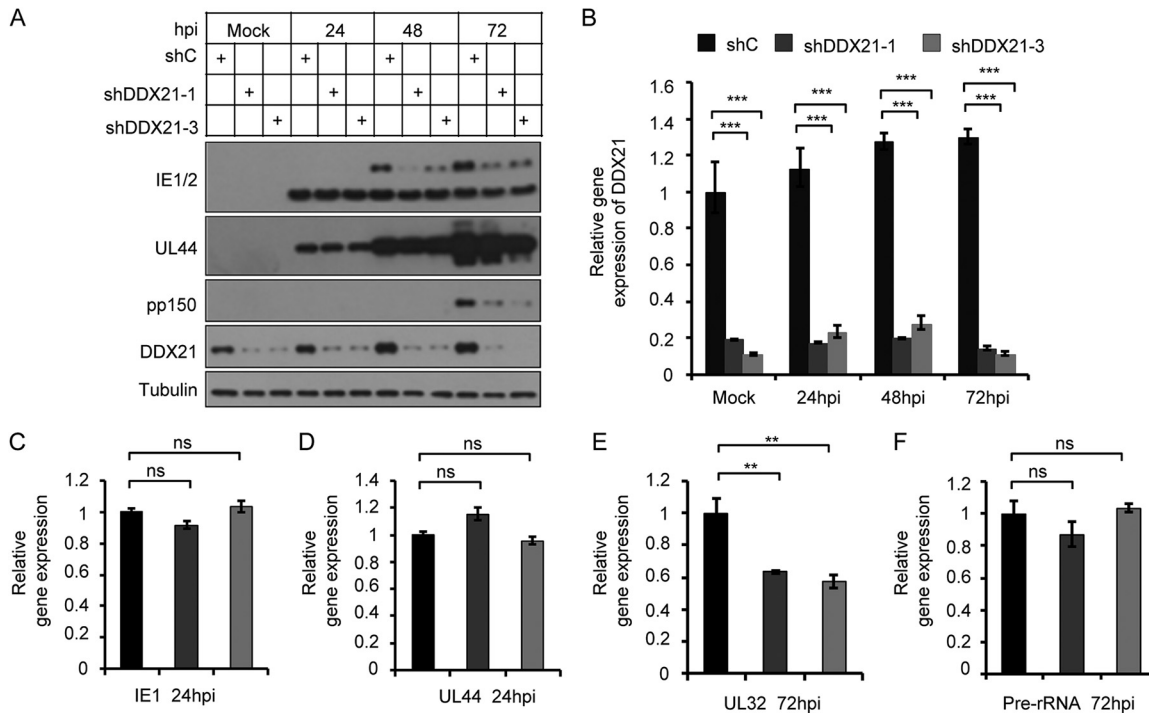 A
hpi Mock 24 48 72
shC + + + +
shDDX21-1 + + + +
shDDX21-3 + + + +
IE1/2
UL44
pp150
DDX21
Tubulin
B
shC shDDX21-1 shDDX21-3
Relative gene
expression of DDX21
1.6
1.4
1.2
1
0.8
0.6
0.4
0.2
0
*** *** *** ***
*** *** *** ***
Mock 24hpi 48hpi 72hpi
C
Relative
gene expression
1.2
1
0.8
0.6
0.4
0.2
0
ns
ns
IE1 24hpi
D
Relative
gene expression
1.4
1.2
1
0.8
0.6
0.4
0.2
0
ns
ns
UL44 24hpi
E
Relative
gene expression
1.2
1
0.8
0.6
0.4
0.2
0
**
**
UL32 72hpi
F
Relative
gene expression
1.2
1
0.8
0.6
0.4
0.2
0
ns
ns
Pre-rRNA 72hpi